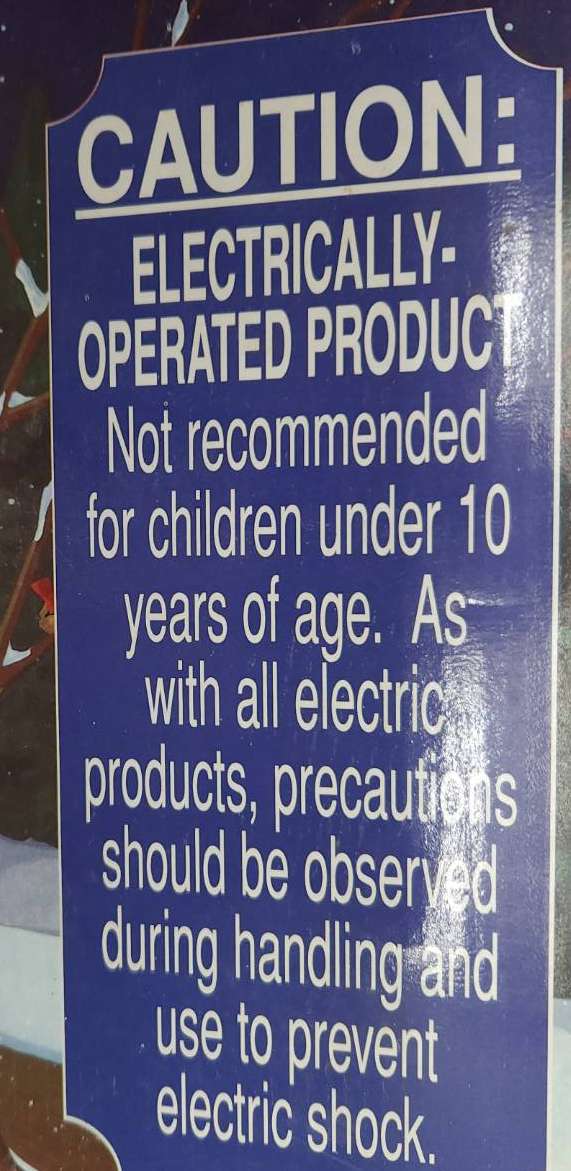 CAUTION:
ELECTRICALLY-
OPERATED PRODUCT
Not recommended
for children under 10
years of age. As
with all electric
products, precautions
should be observed
during handling and
use to prevent
electric shock.